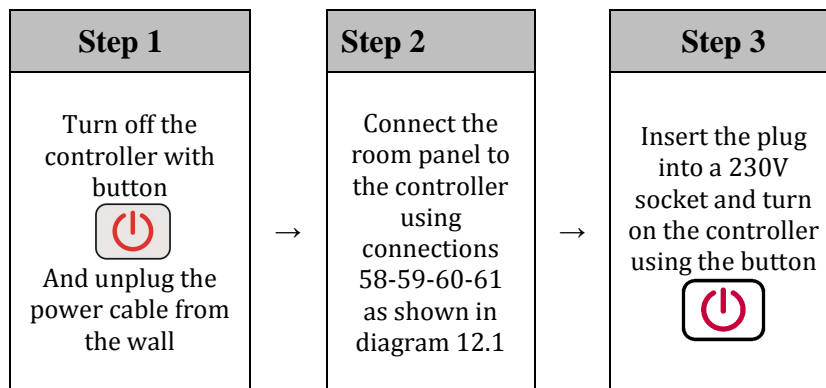 Step 1
Turn off the
controller with
button
And unplug the
power cable from
the wall
→
Step 2
Connect the
room panel to
the controller
using
connections
58-59-60-61
as shown in
diagram 12.1
→
Step 3
Insert the plug
into a 230V
socket and turn
on the controller
using the button